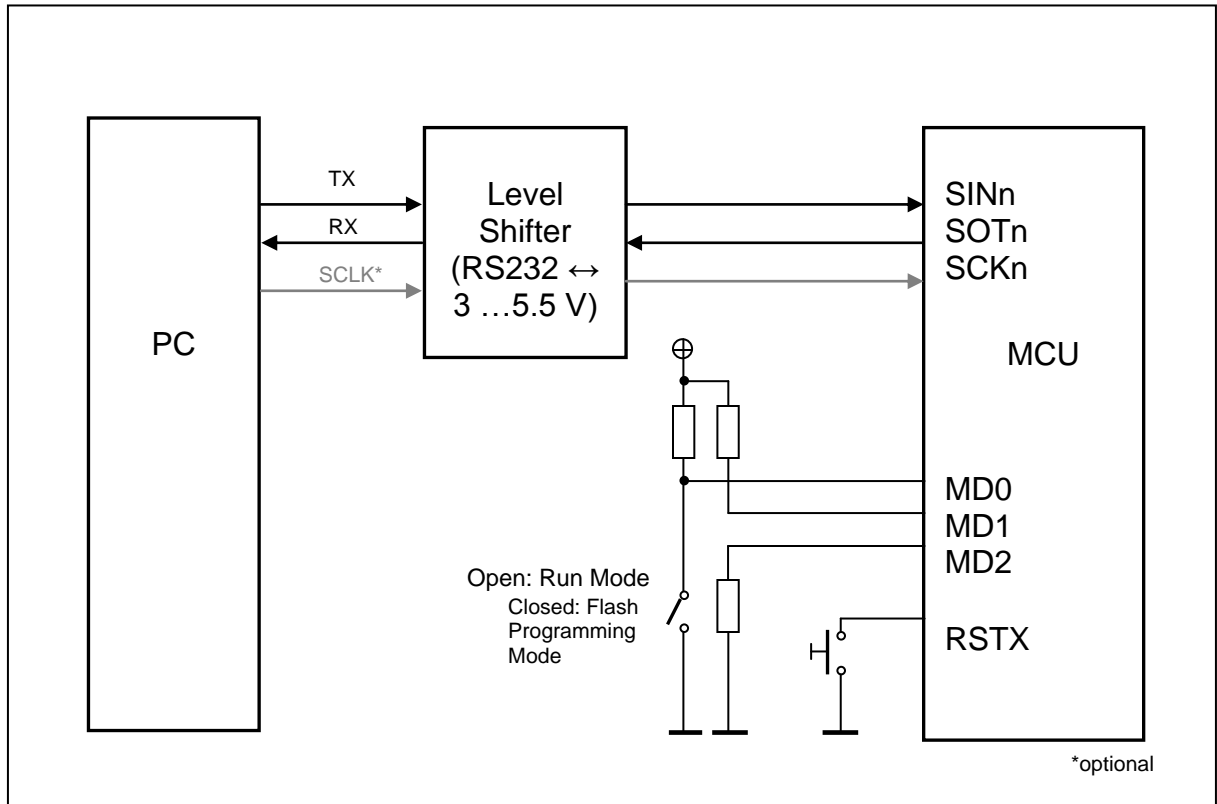 PC
TX
RX
SCLK*
Level
Shifter
(RS232 ↔
3 …5.5 V)
SINn
SOTn
SCKn
MCU
MD0
MD1
MD2
RSTX
Open: Run Mode
Closed: Flash
Programming
Mode
*optional